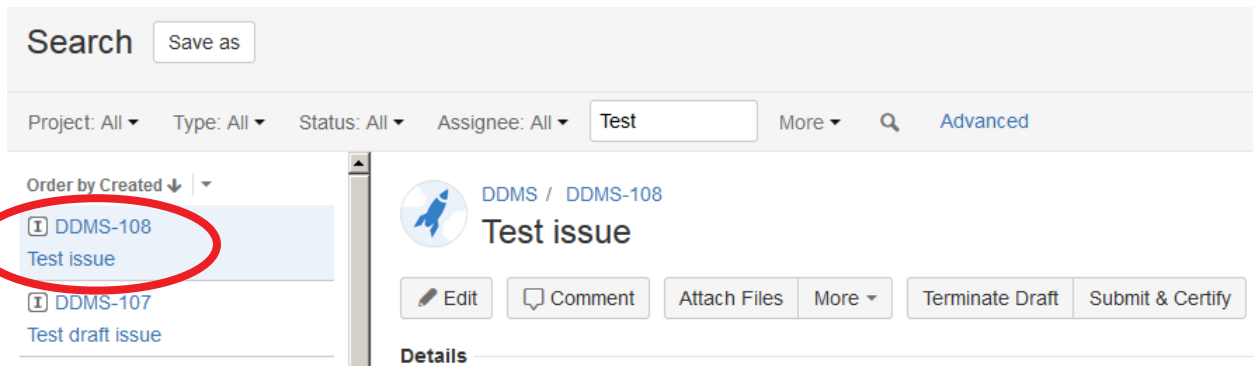 Search Save as
Project: All Type: All Status: All Assignee: All Test More Advanced
Order by Created
DDMS-108
Test issue
DDMS-107
Test draft issue
DDMS / DDMS-108
Test issue
Edit Comment Attach Files More Terminate Draft Submit & Certify
Details